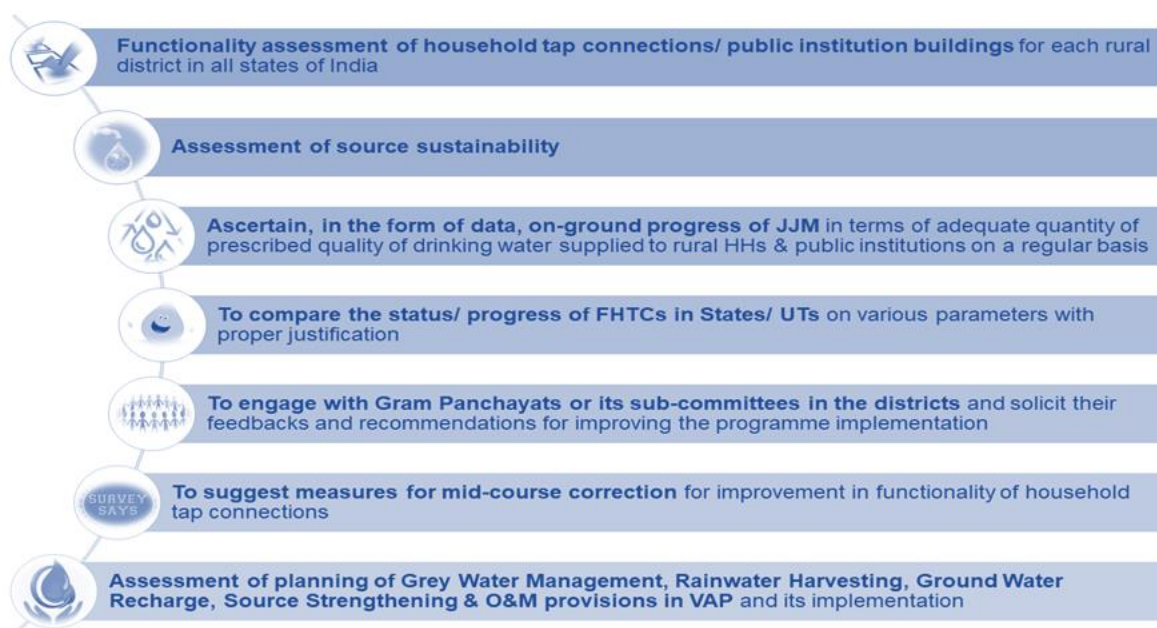 Functionality assessment of household tap connections/ public institution buildings for each rural
district in all states of India
Assessment of source sustainability
Ascertain, in the form of data, on-ground progress of JJM in terms of adequate quantity of
prescribed quality of drinking water supplied to rural HHs & public institutions on a regular basis
To compare the status/ progress of FHTCs in States/ UTs on various parameters with
proper justification
To engage with Gram Panchayats or its sub-committees in the districts and solicit their
feedbacks and recommendations for improving the programme implementation
SURVEY
SAYS
To suggest measures for mid-course correction for improvement in functionality of household
tap connections
Assessment of planning of Grey Water Management, Rainwater Harvesting, Ground Water
Recharge, Source Strengthening & O&M provisions in VAP and its implementation